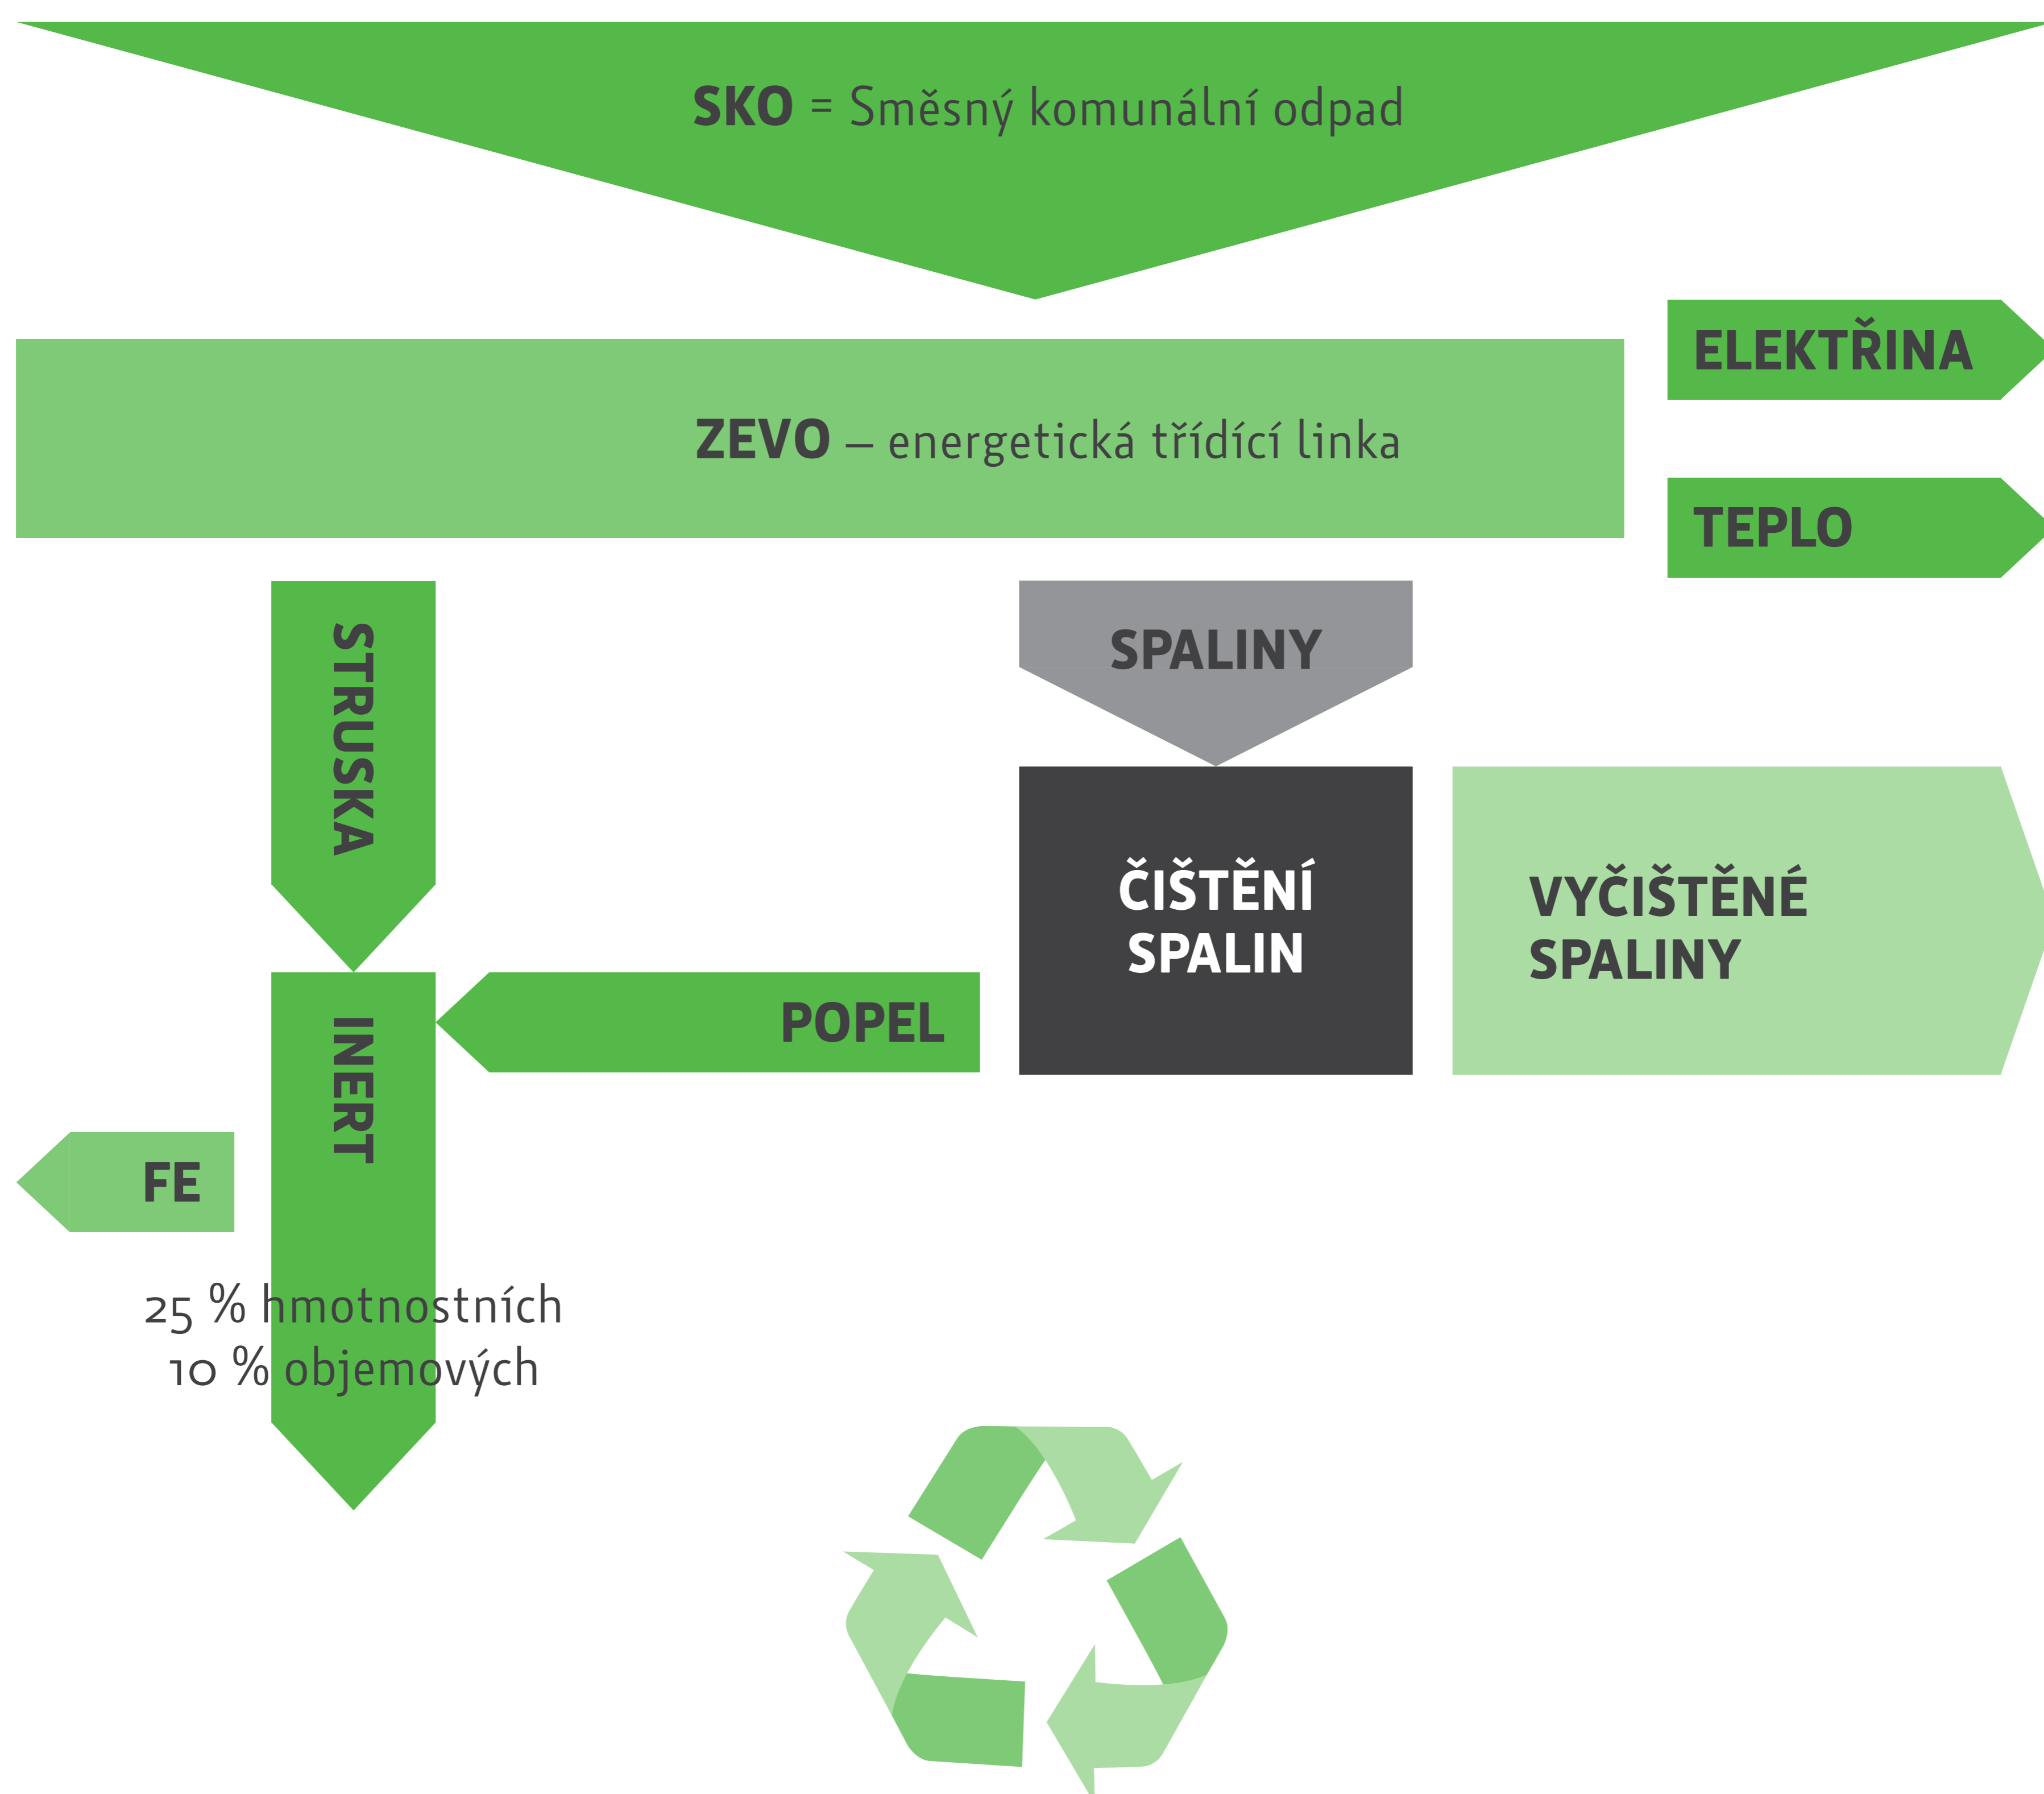 SKO = Směsný komunální odpad
ELEKTŘINA
ZEVO – energetická třídící linka
TEPLO
STRUSKA
SPALINY
ČIŠTĚNÍ
SPALIN
VYČIŠTĚNÉ
SPALINY
POPEL
INERT
FE
25 % hmotnostních
10 % objemových